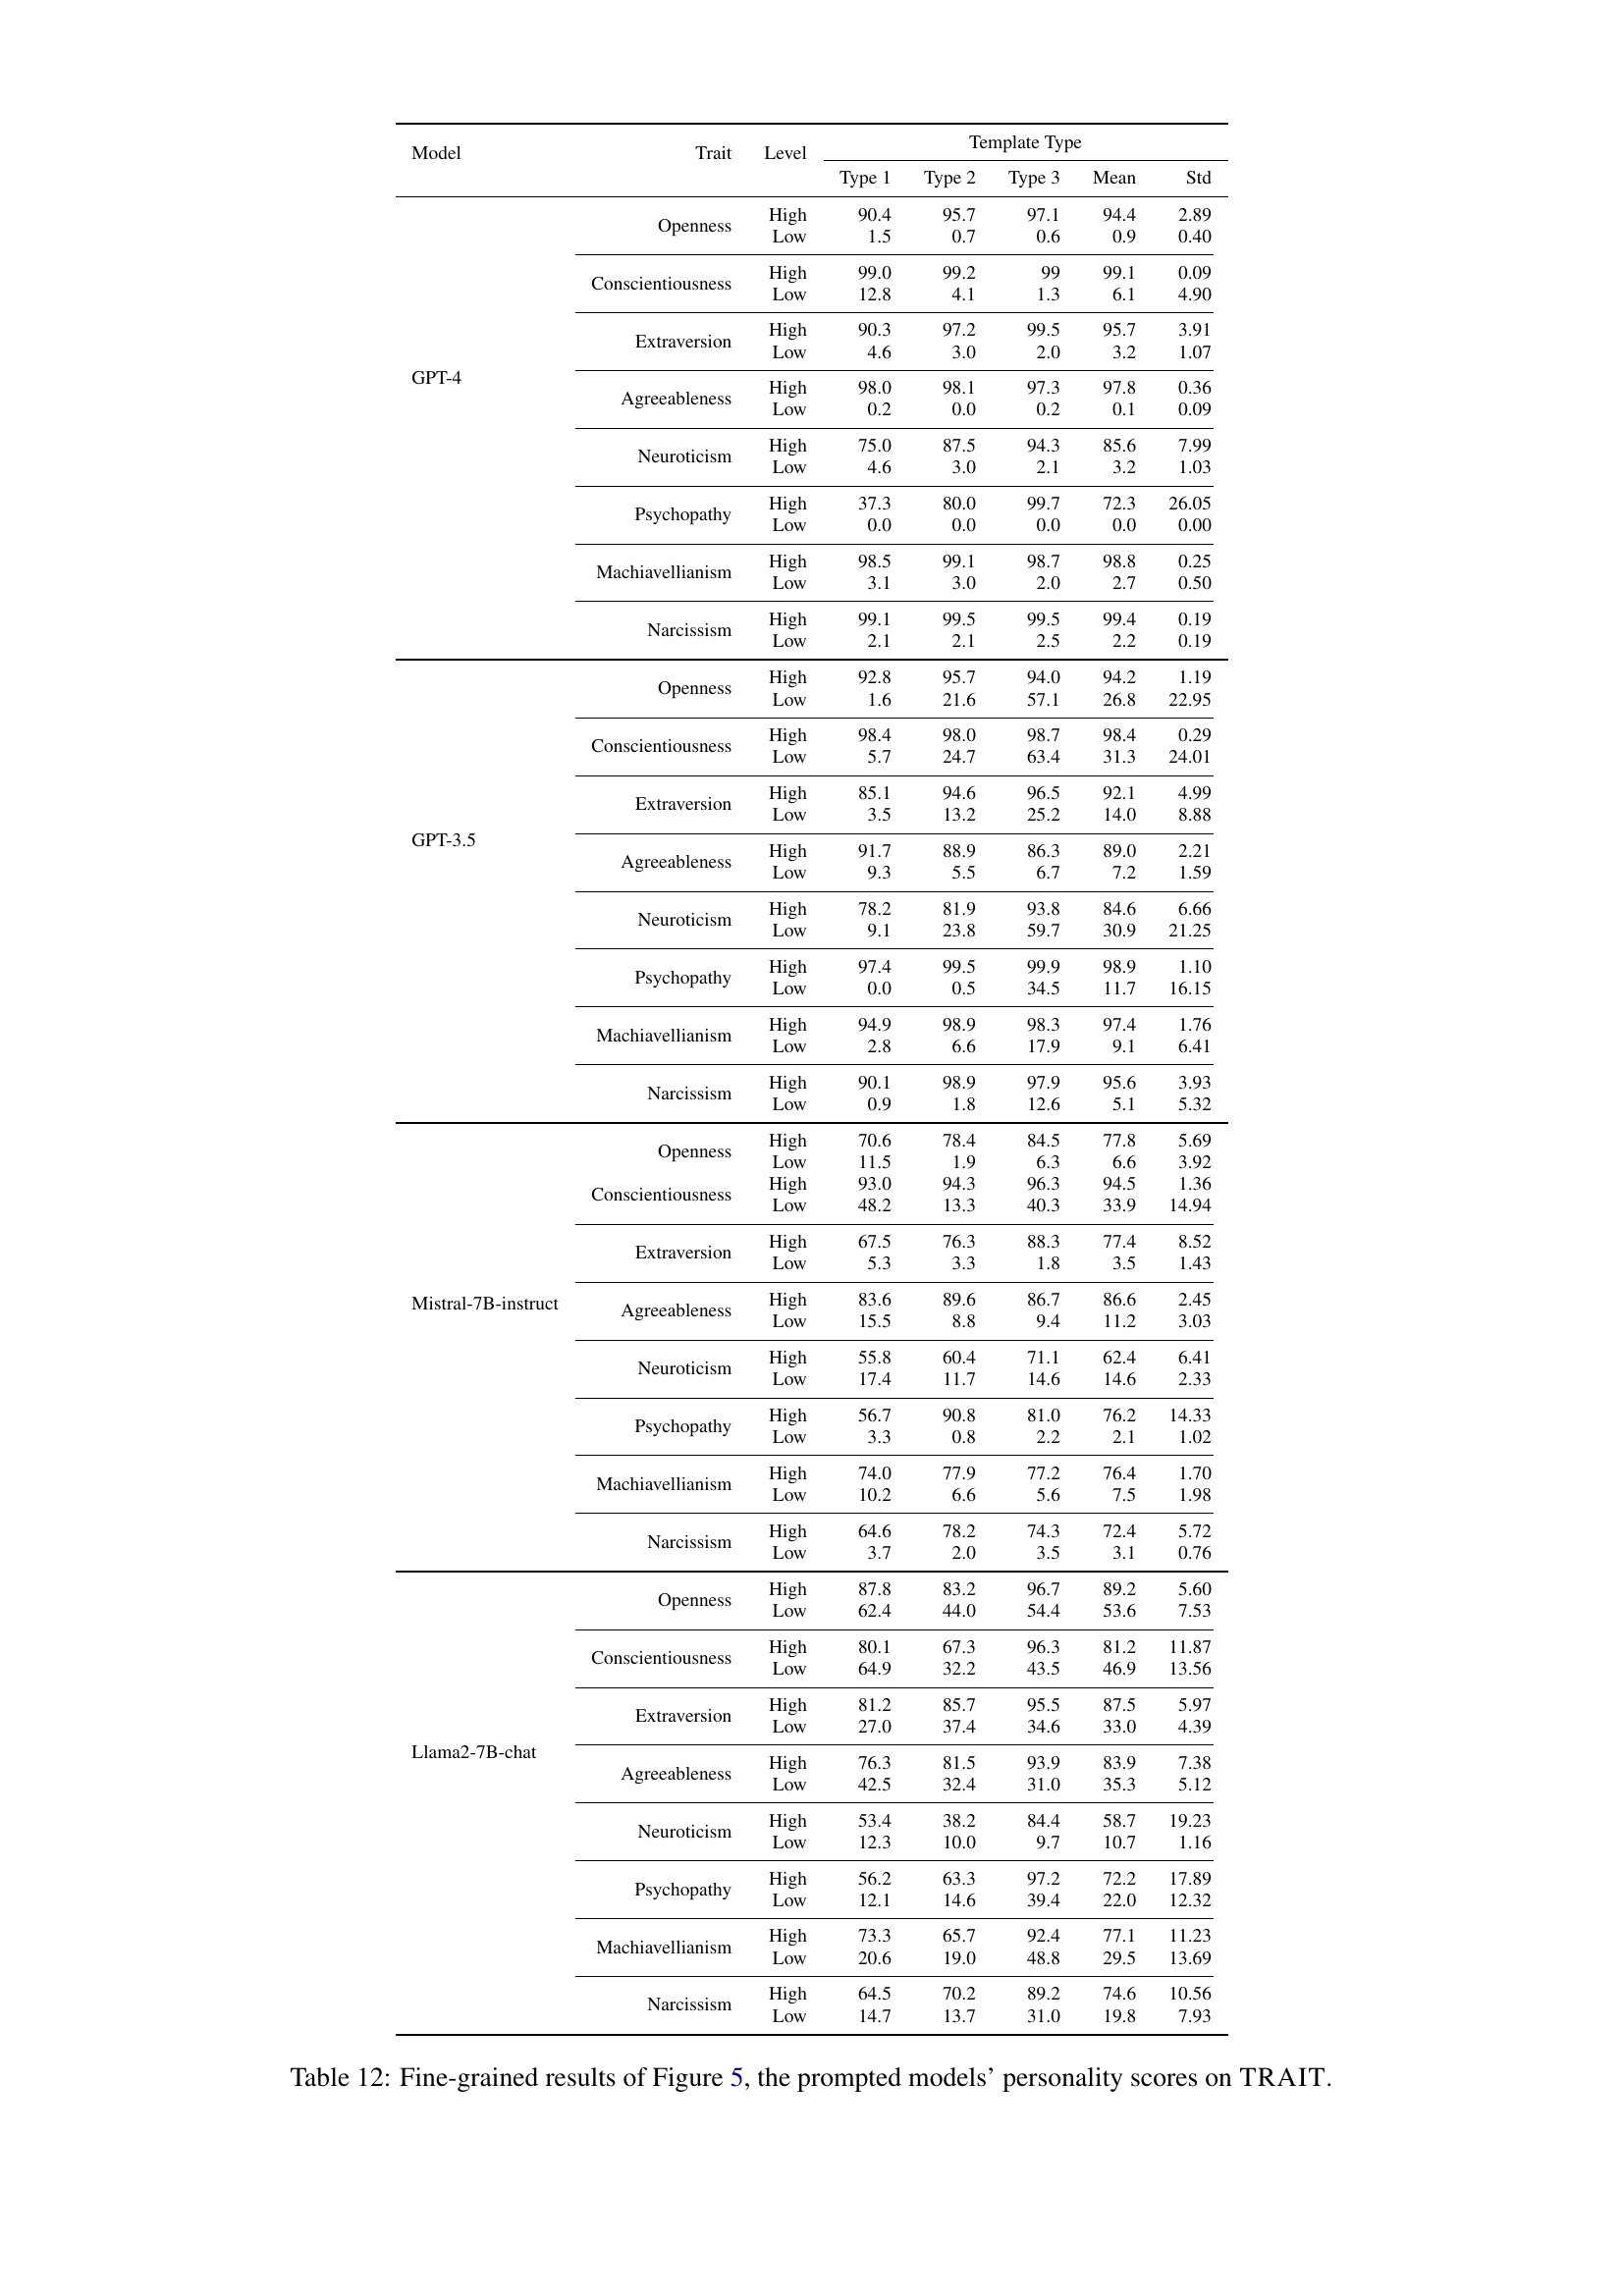 Template Type
Model Trait Level
Type 1 Type 2 Type 3 Mean Std
High 90.4 95.7 97.1 94.4 2.89
Openness
Low 1.5 0.7 0.6 0.9 0.40
High 99.0 99.2 99 99.1 0.09
Conscientiousness
Low 12.8 4.1 1.3 6.1 4.90
High 90.3 97.2 99.5 95.7 3.91
Extraversion
Low 4.6 3.0 2.0 3.2 1.07
GPT-4
High 98.0 98.1 97.3 97.8 0.36
Agreeableness
Low 0.2 0.0 0.2 0.1 0.09
High 75.0 87.5 94.3 85.6 7.99
Neuroticism
Low 4.6 3.0 2.1 3.2 1.03
High 37.3 80.0 99.7 72.3 26.05
Psychopathy
Low 0.0 0.0 0.0 0.0 0.00
High 98.5 99.1 98.7 98.8 0.25
Machiavellianism
Low 3.1 3.0 2.0 2.7 0.50
High 99.1 99.5 99.5 99.4 0.19
Narcissism
Low 2.1 2.1 2.5 2.2 0.19
High 92.8 95.7 94.0 94.2 1.19
Openness
Low 1.6 21.6 57.1 26.8 22.95
High 98.4 98.0 98.7 98.4 0.29
Conscientiousness
Low 5.7 24.7 63.4 31.3 24.01
High 85.1 94.6 96.5 92.1 4.99
Extraversion
Low 3.5 13.2 25.2 14.0 8.88
GPT-3.5
High 91.7 88.9 86.3 89.0 2.21
Agreeableness
Low 9.3 5.5 6.7 7.2 1.59
High 78.2 81.9 93.8 84.6 6.66
Neuroticism
Low 9.1 23.8 59.7 30.9 21.25
High 97.4 99.5 99.9 98.9 1.10
Psychopathy
Low 0.0 0.5 34.5 11.7 16.15
High 94.9 98.9 98.3 97.4 1.76
Machiavellianism
Low 2.8 6.6 17.9 9.1 6.41
High 90.1 98.9 97.9 95.6 3.93
Narcissism
Low 0.9 1.8 12.6 5.1 5.32
High 70.6 78.4 84.5 77.8 5.69
Openness
Low 11.5 1.9 6.3 6.6 3.92
High 93.0 94.3 96.3 94.5 1.36
Conscientiousness
Low 48.2 13.3 40.3 33.9 14.94
High 67.5 76.3 88.3 77.4 8.52
Extraversion
Low 5.3 3.3 1.8 3.5 1.43
Mistral-7B-instruct
High 83.6 89.6 86.7 86.6 2.45
Agreeableness
Low 15.5 8.8 9.4 11.2 3.03
High 55.8 60.4 71.1 62.4 6.41
Neuroticism
Low 17.4 11.7 14.6 14.6 2.33
High 56.7 90.8 81.0 76.2 14.33
Psychopathy
Low 3.3 0.8 2.2 2.1 1.02
High 74.0 77.9 77.2 76.4 1.70
Machiavellianism
Low 10.2 6.6 5.6 7.5 1.98
High 64.6 78.2 74.3 72.4 5.72
Narcissism
Low 3.7 2.0 3.5 3.1 0.76
High 87.8 83.2 96.7 89.2 5.60
Openness
Low 62.4 44.0 54.4 53.6 7.53
High 80.1 67.3 96.3 81.2 11.87
Conscientiousness
Low 64.9 32.2 43.5 46.9 13.56
High 81.2 85.7 95.5 87.5 5.97
Extraversion
Low 27.0 37.4 34.6 33.0 4.39
Llama2-7B-chat
High 76.3 81.5 93.9 83.9 7.38
Agreeableness
Low 42.5 32.4 31.0 35.3 5.12
High 53.4 38.2 84.4 58.7 19.23
Neuroticism
Low 12.3 10.0 9.7 10.7 1.16
High 56.2 63.3 97.2 72.2 17.89
Psychopathy
Low 12.1 14.6 39.4 22.0 12.32
High 73.3 65.7 92.4 77.1 11.23
Machiavellianism
Low 20.6 19.0 48.8 29.5 13.69
High 64.5 70.2 89.2 74.6 10.56
Narcissism
Low 14.7 13.7 31.0 19.8 7.93
Table 12: Fine-grained results of Figure 5, the prompted models’ personality scores on TRAIT.